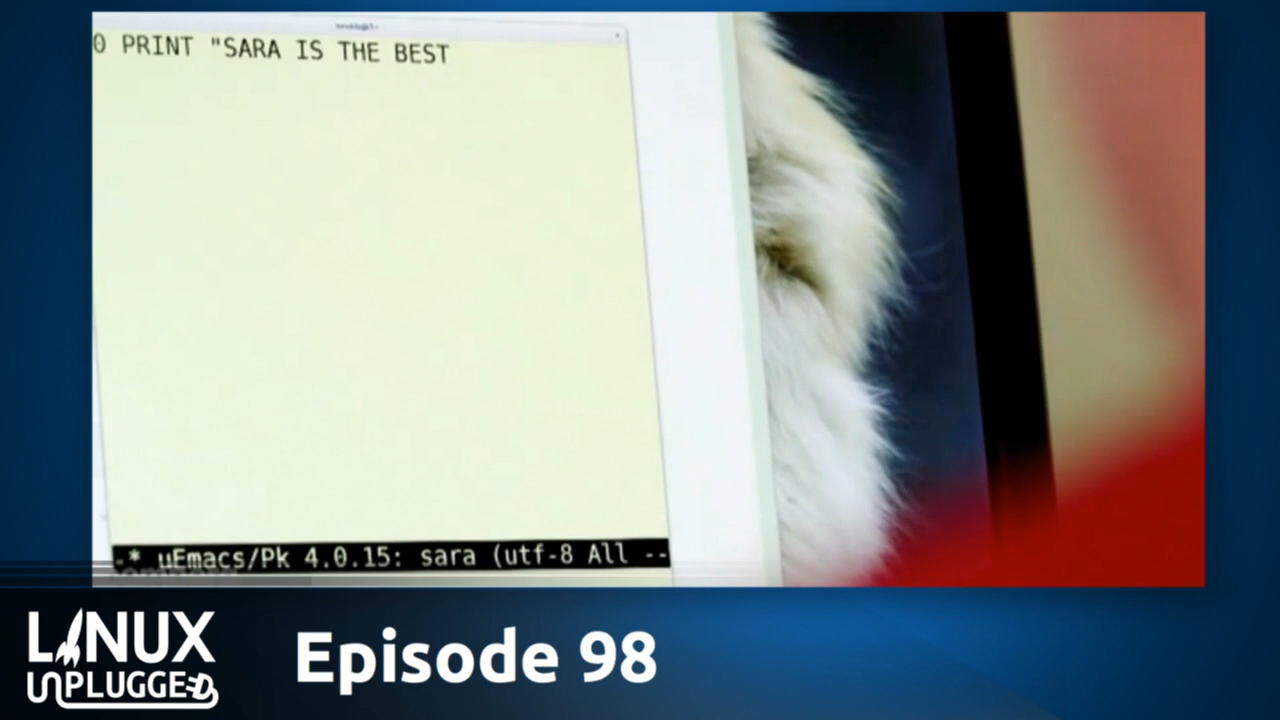 0 PRINT "SARA IS THE BEST
-* uEmacs/Pk 4.0.15: sara (utf-8 All --
LINUX
UNPLUGGED
Episode 98